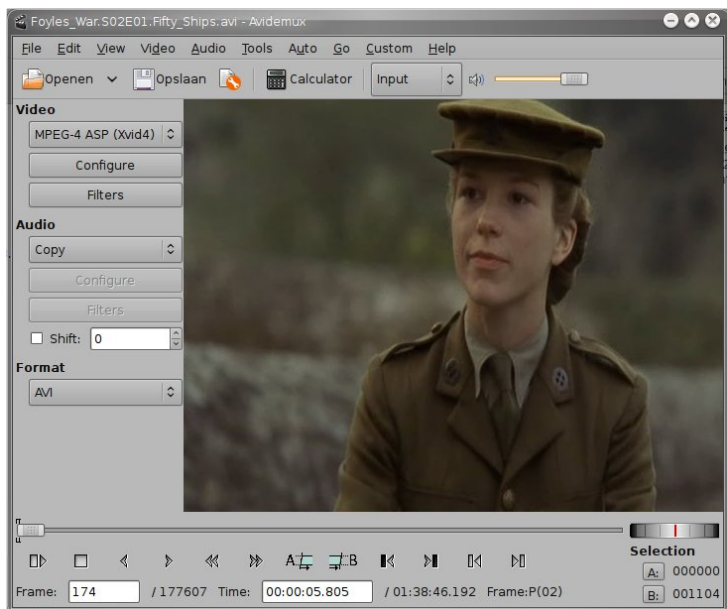 Foyles_War.S02E01.Fifty_Ships.avi - Avidemux
File Edit View Video Audio Tools Auto Go Custom Help
Openen Opslaan Calculator Input
Video
MPEG-4 ASP (Xvid4)
Configure
Filters
Audio
Copy
Configure
Filters
Shift: 0
Format
AVI
A B
Selection
A: 000000
Frame: 174 / 177607 Time: 00:00:05.805 / 01:38:46.192 Frame:P(02)
B: 001104